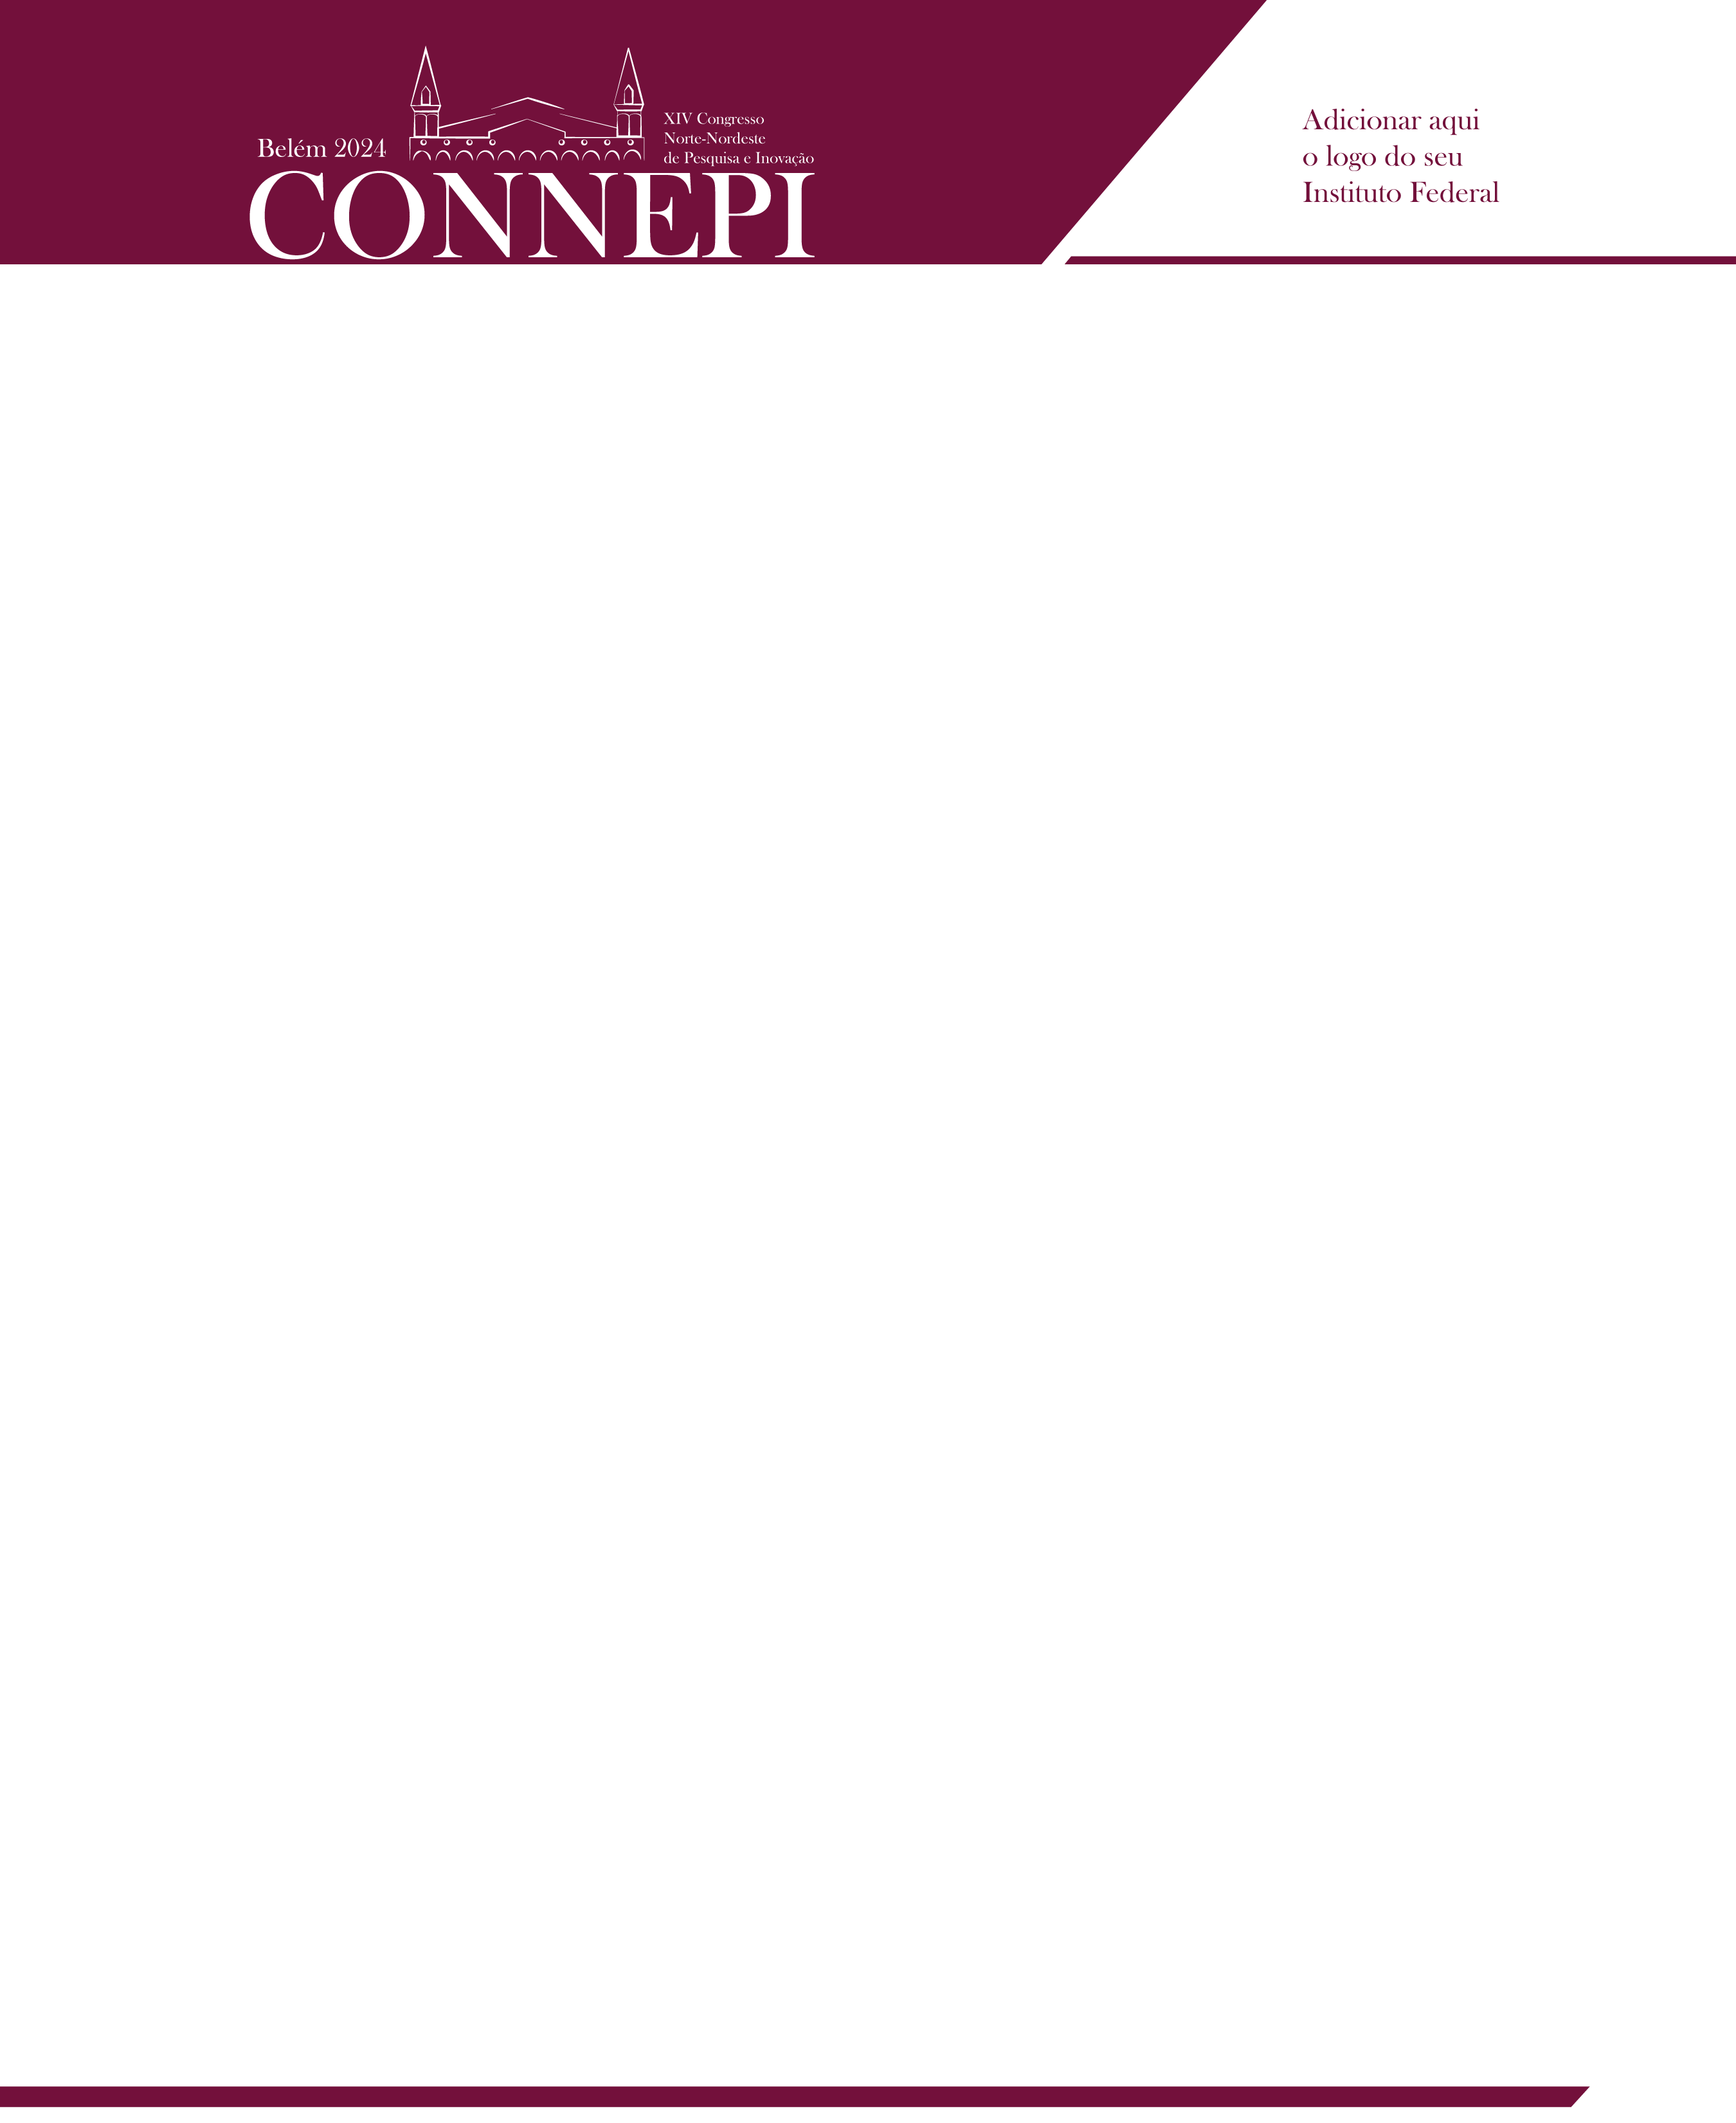 Belém 2024
XIV Congresso
Norte-Nordeste
de Pesquisa e Inovação
CONNEPI
Adicionar aqui
o logo do seu
Instituto Federal